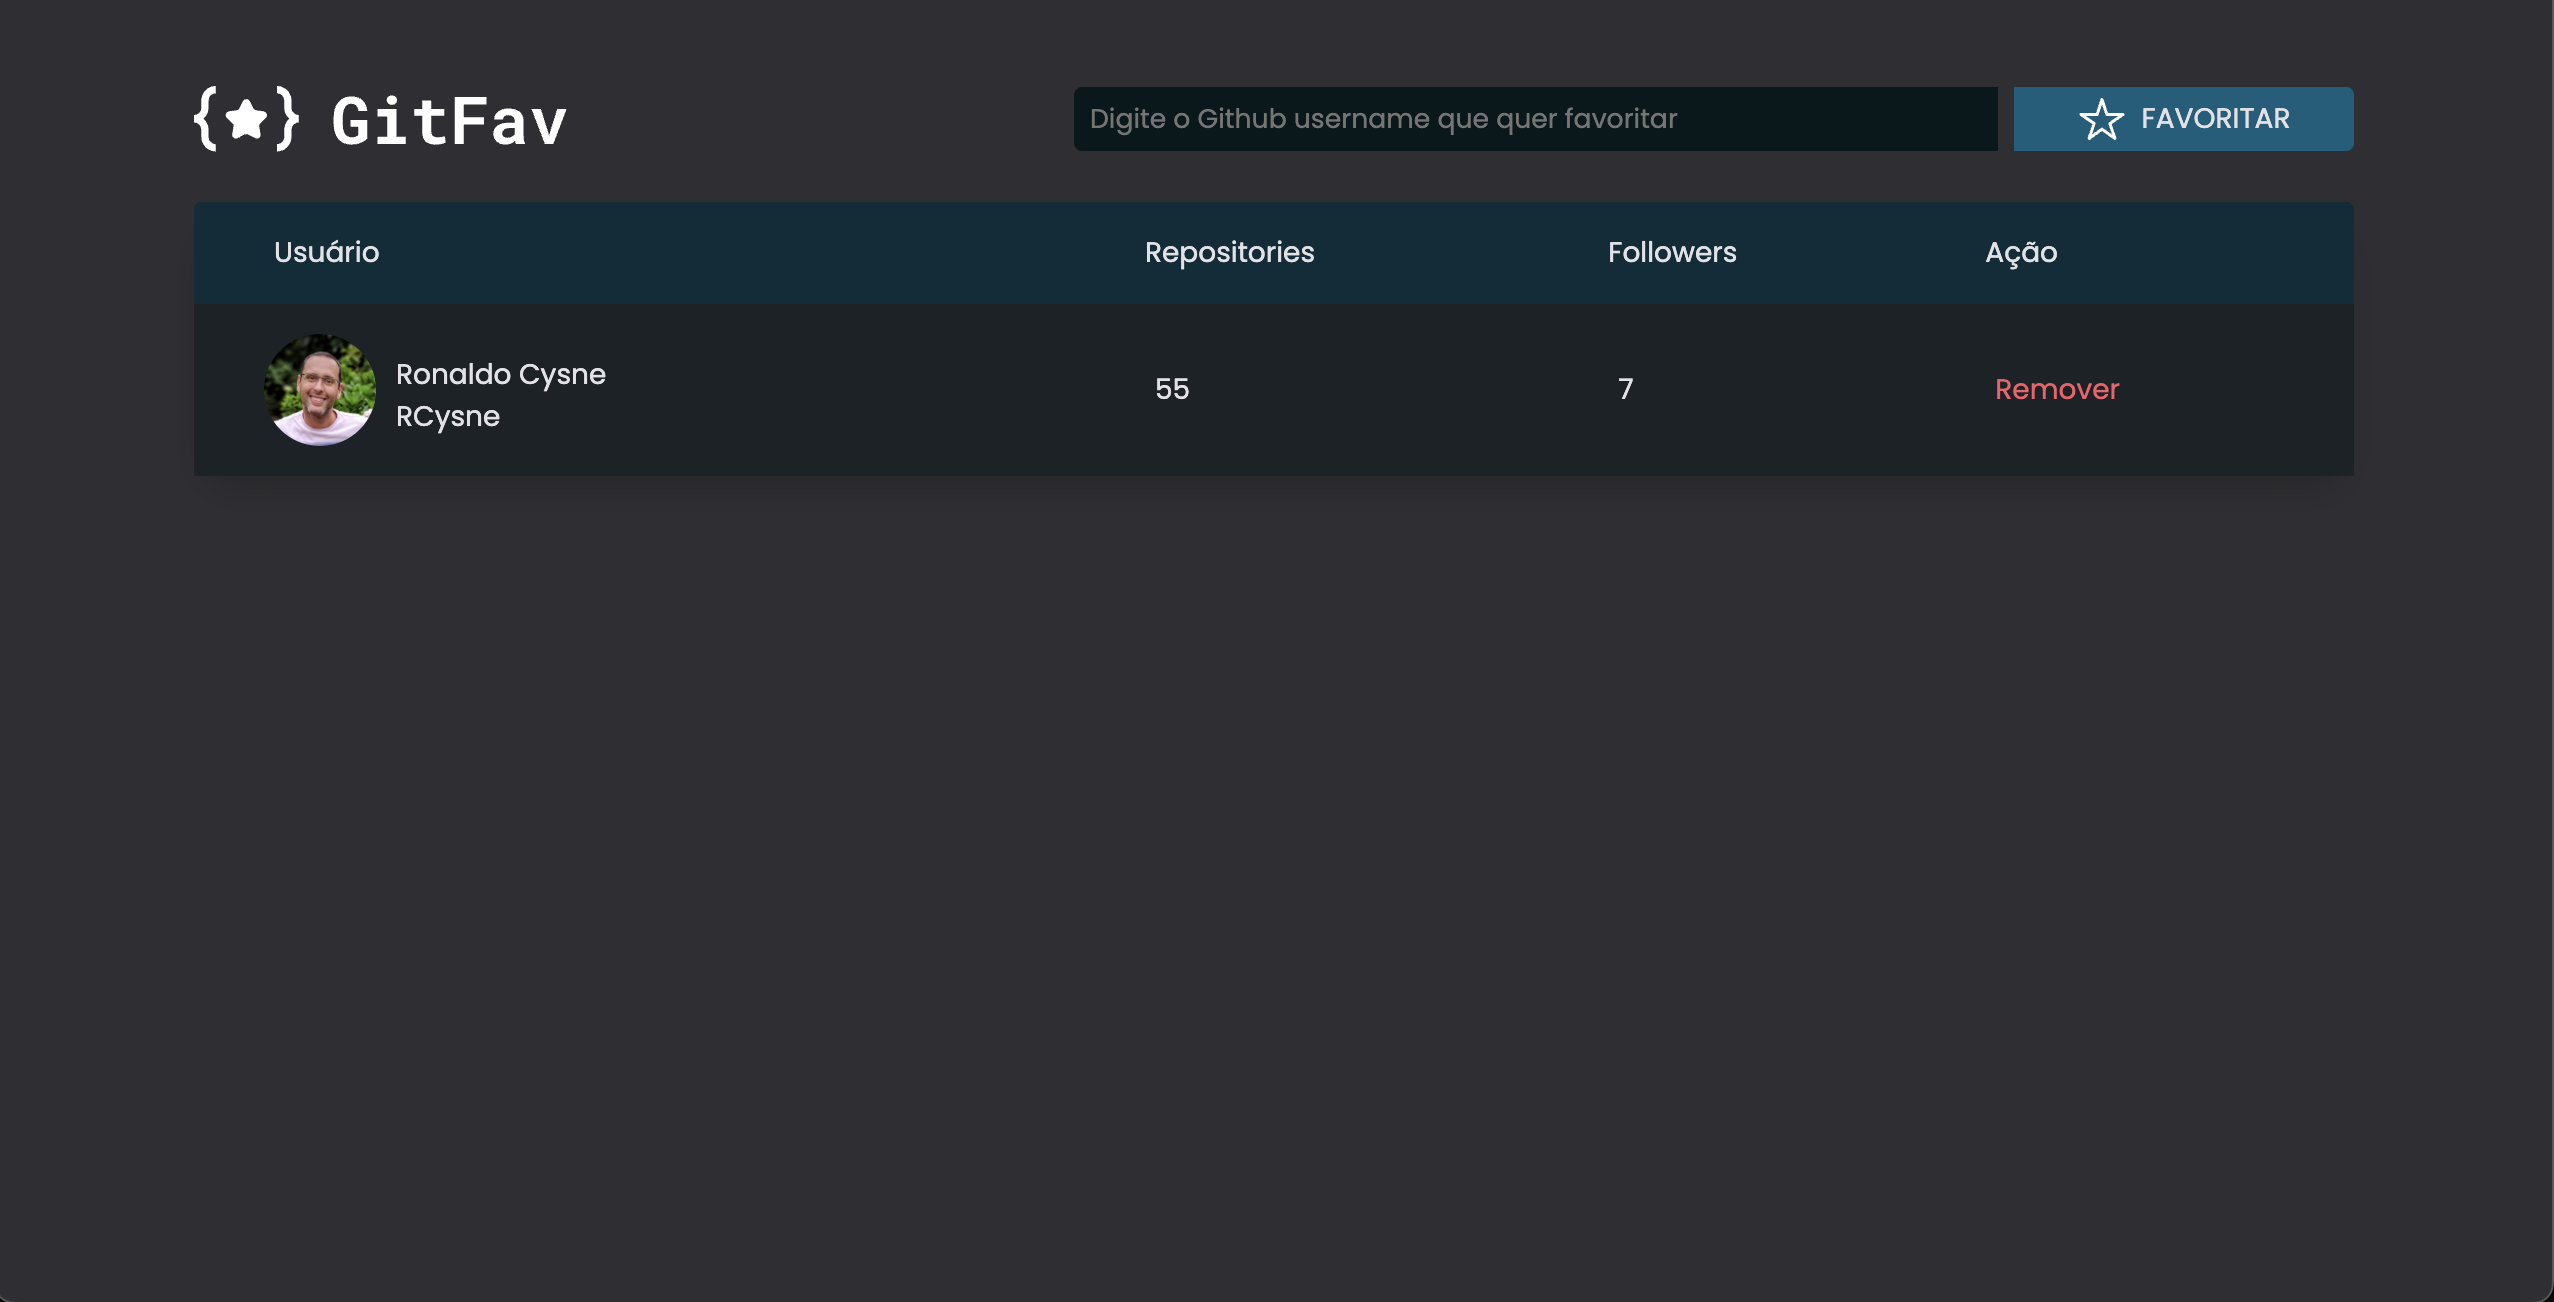 GitFav
Digite o Github username que quer favoritar
FAVORITAR
Usuário Repositories Followers Ação
Ronaldo Cysne
RCysne
55 7 Remover